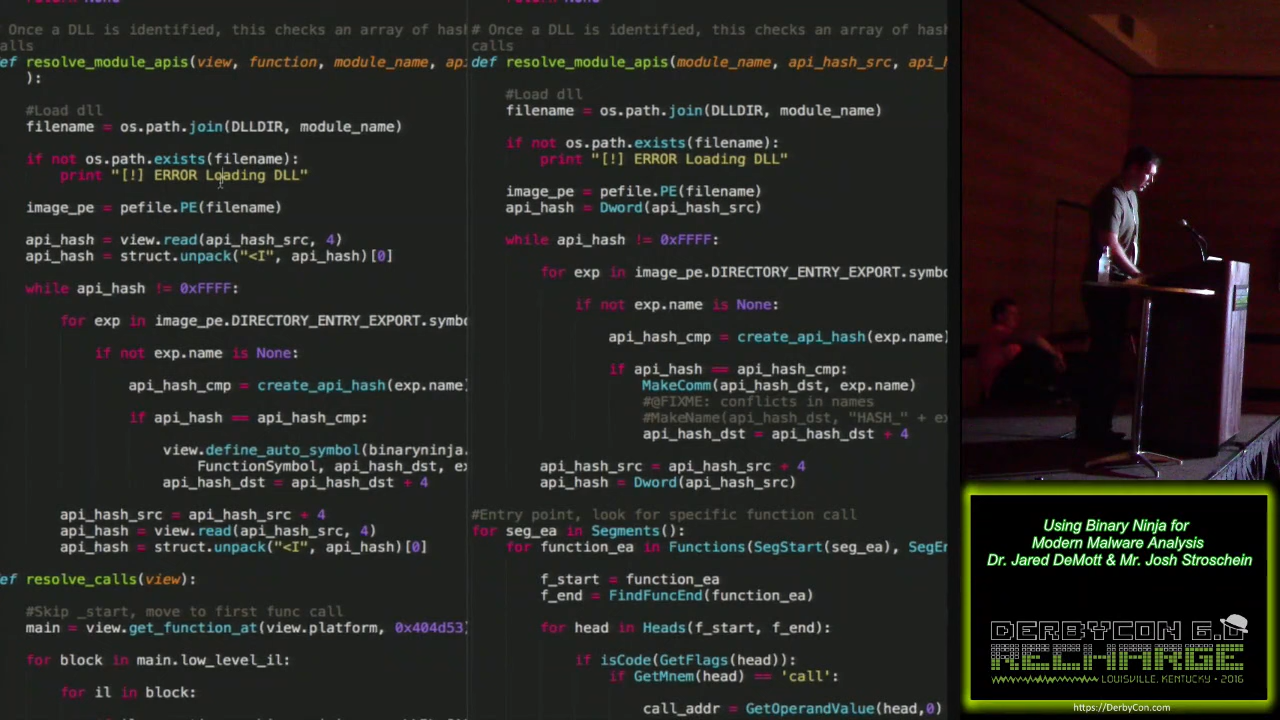 return None
Once a DLL is identified, this checks an array of hash
calls
ef resolve_module_apis(view, function, module_name, api
):
#Load dll
filename = os.path.join(DLLDIR, module_name)
if not os.path.exists(filename):
print "[!] ERROR Loading DLL"
image_pe = pefile.PE(filename)
api_hash = view.read(api_hash_src, 4)
api_hash = struct.unpack("<I", api_hash)[0]
while api_hash != 0xFFFF:
for exp in image_pe.DIRECTORY_ENTRY_EXPORT.symbo
if not exp.name is None:
api_hash_cmp = create_api_hash(exp.name)
if api_hash == api_hash_cmp:
view.define_auto_symbol(binaryninja.
FunctionSymbol, api_hash_dst, ex
api_hash_dst = api_hash_dst + 4
api_hash_src = api_hash_src + 4
api_hash = view.read(api_hash_src, 4)
api_hash = struct.unpack("<I", api_hash)[0]
ef resolve_calls(view):
#Skip _start, move to first func call
main = view.get_function_at(view.platform, 0x404d53)
for block in main.low_level_il:
for il in block:
return None
# Once a DLL is identified, this checks an array of hash
calls
def resolve_module_apis(module_name, api_hash_src, api_h
#Load dll
filename = os.path.join(DLLDIR, module_name)
if not os.path.exists(filename):
print "[!] ERROR Loading DLL"
image_pe = pefile.PE(filename)
api_hash = Dword(api_hash_src)
while api_hash != 0xFFFF:
for exp in image_pe.DIRECTORY_ENTRY_EXPORT.symbo
if not exp.name is None:
api_hash_cmp = create_api_hash(exp.name)
if api_hash == api_hash_cmp:
MakeComm(api_hash_dst, exp.name)
#@FIXME: conflicts in names
#MakeName(api_hash_dst, "HASH_" + ex
api_hash_dst = api_hash_dst + 4
api_hash_src = api_hash_src + 4
api_hash = Dword(api_hash_src)
#Entry point, look for specific function call
for seg_ea in Segments():
for function_ea in Functions(SegStart(seg_ea), SegEn
f_start = function_ea
f_end = FindFuncEnd(function_ea)
for head in Heads(f_start, f_end):
if isCode(GetFlags(head)):
if GetMnem(head) == 'call':
call_addr = GetOperandValue(head,0)
Using Binary Ninja for
Modern Malware Analysis
Dr. Jared DeMott & Mr. Josh Stroschein
DERBYCON 6.0
RECHARGE
LOUISVILLE, KENTUCKY • 2016
https://DerbyCon.com